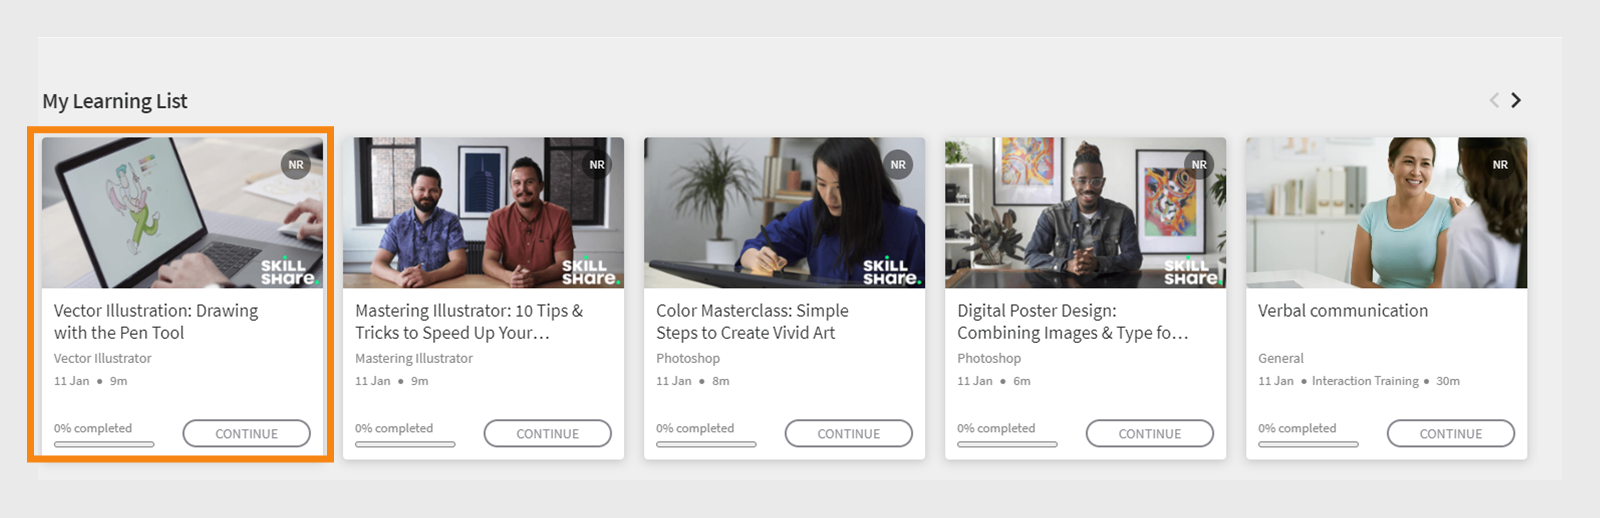 My Learning List
NR
SKILL
SHARE.
Vector Illustration: Drawing
with the Pen Tool
Vector Illustrator
11 Jan • 9m
0% completed
CONTINUE
NR
SKILL
SHARE.
Mastering Illustrator: 10 Tips &
Tricks to Speed Up Your...
Mastering Illustrator
11 Jan • 9m
0% completed
CONTINUE
NR
SKILL
SHARE.
Color Masterclass: Simple
Steps to Create Vivid Art
Photoshop
11 Jan • 8m
0% completed
CONTINUE
NR
SKILL
SHARE.
Digital Poster Design:
Combining Images & Type fo...
Photoshop
11 Jan • 6m
0% completed
CONTINUE
NR
Verbal communication
General
11 Jan • Interaction Training • 30m
0% completed
CONTINUE